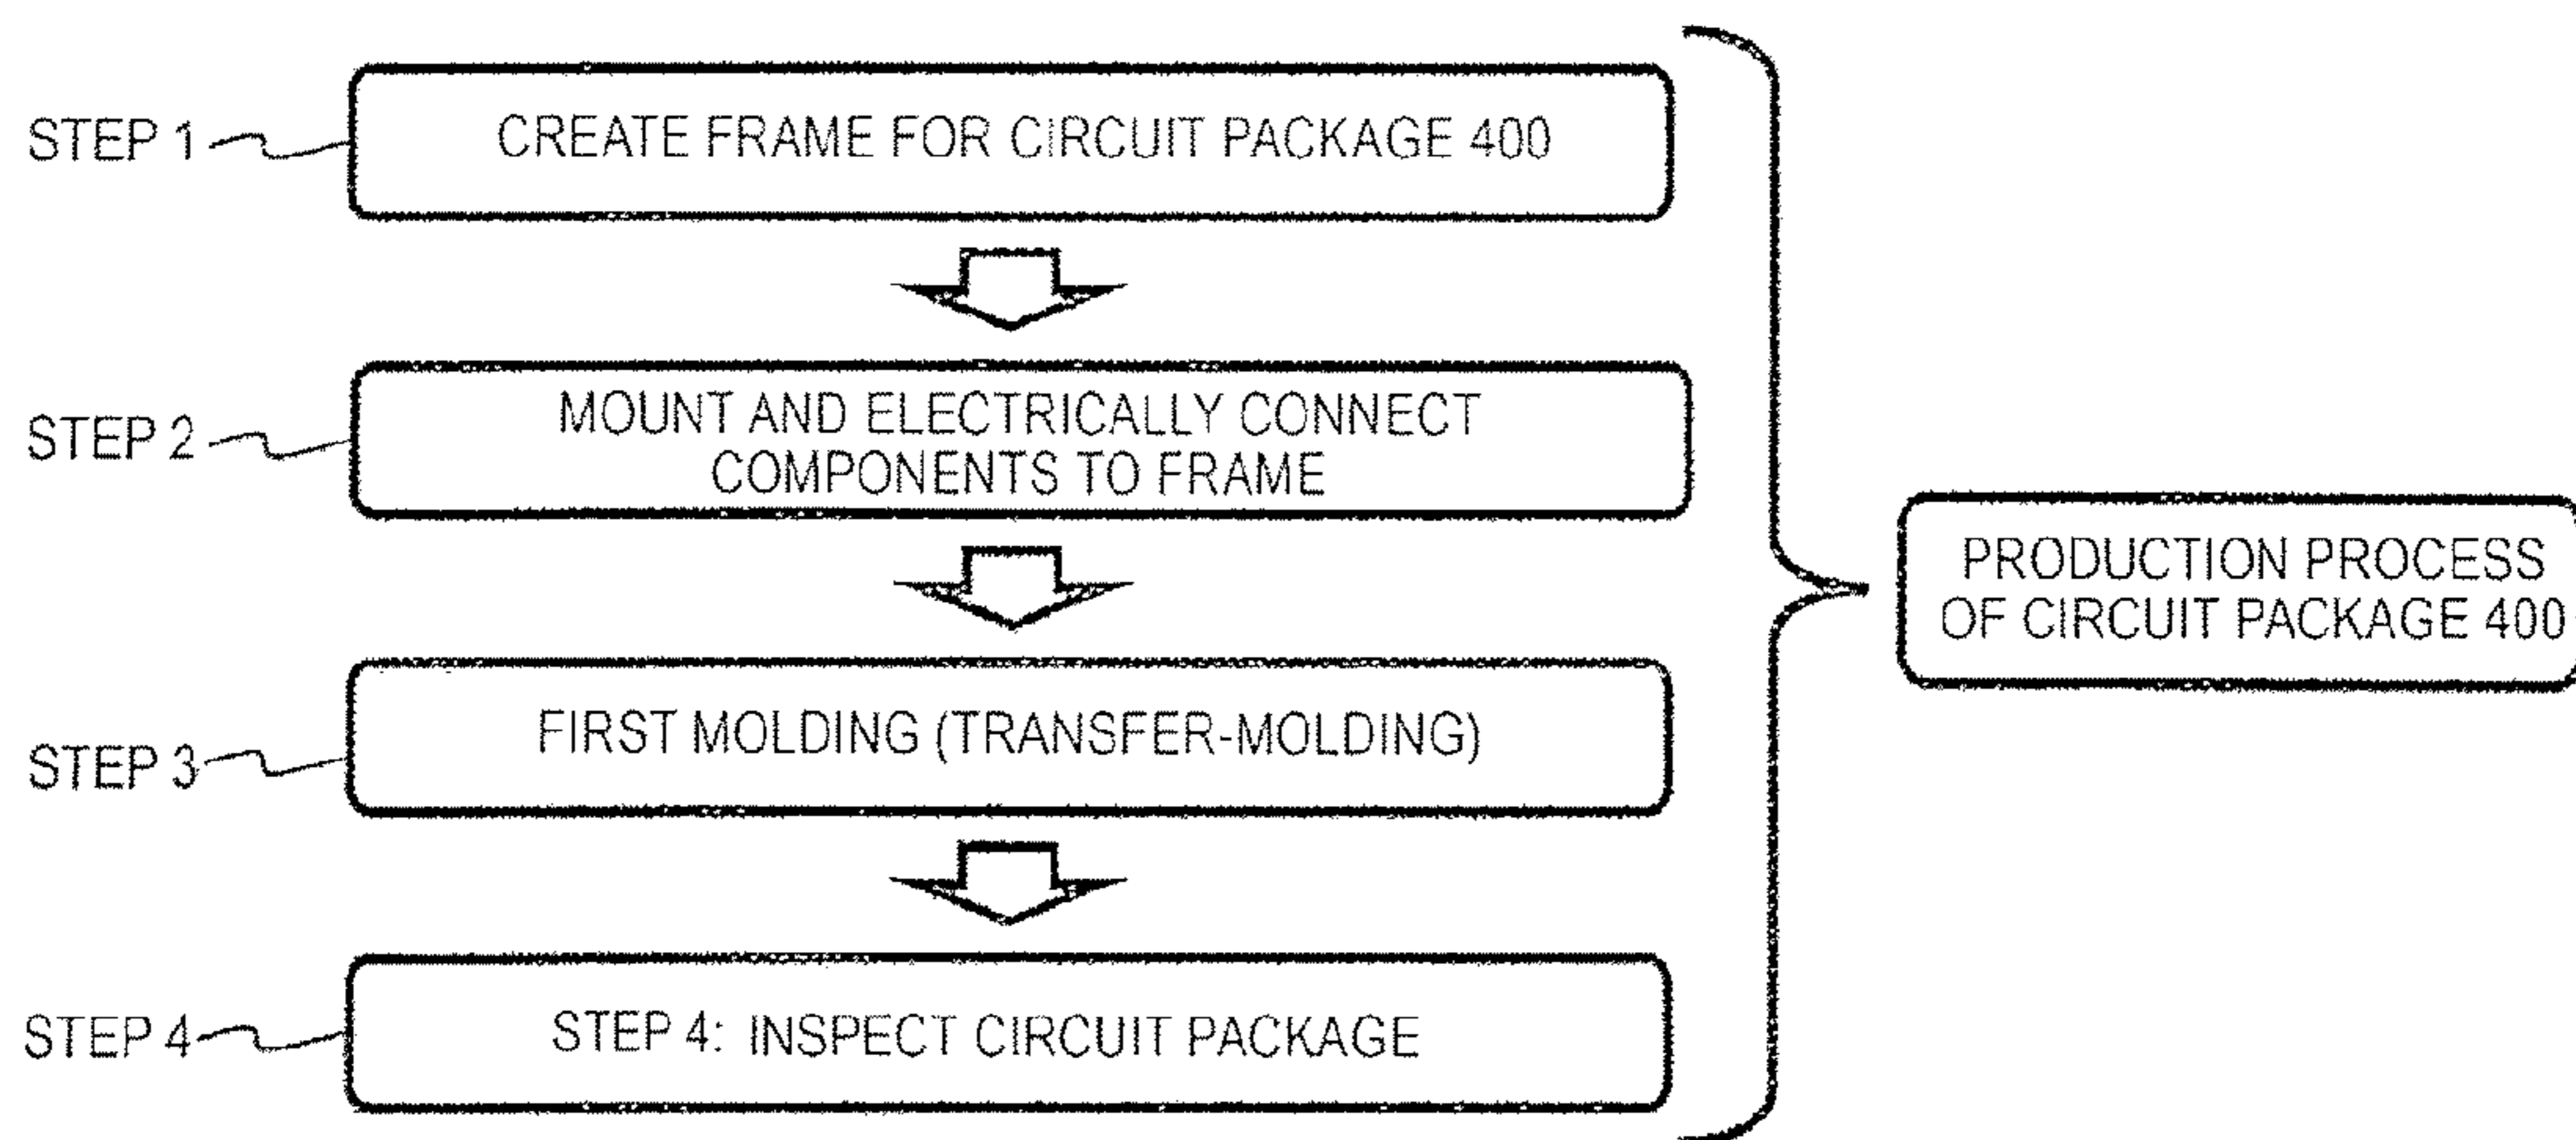 STEP 1
CREATE FRAME FOR CIRCUIT PACKAGE 400
STEP 2
MOUNT AND ELECTRICALLY CONNECT
COMPONENTS TO FRAME
STEP 3
FIRST MOLDING (TRANSFER-MOLDING)
STEP 4
STEP 4: INSPECT CIRCUIT PACKAGE
PRODUCTION PROCESS
OF CIRCUIT PACKAGE 400